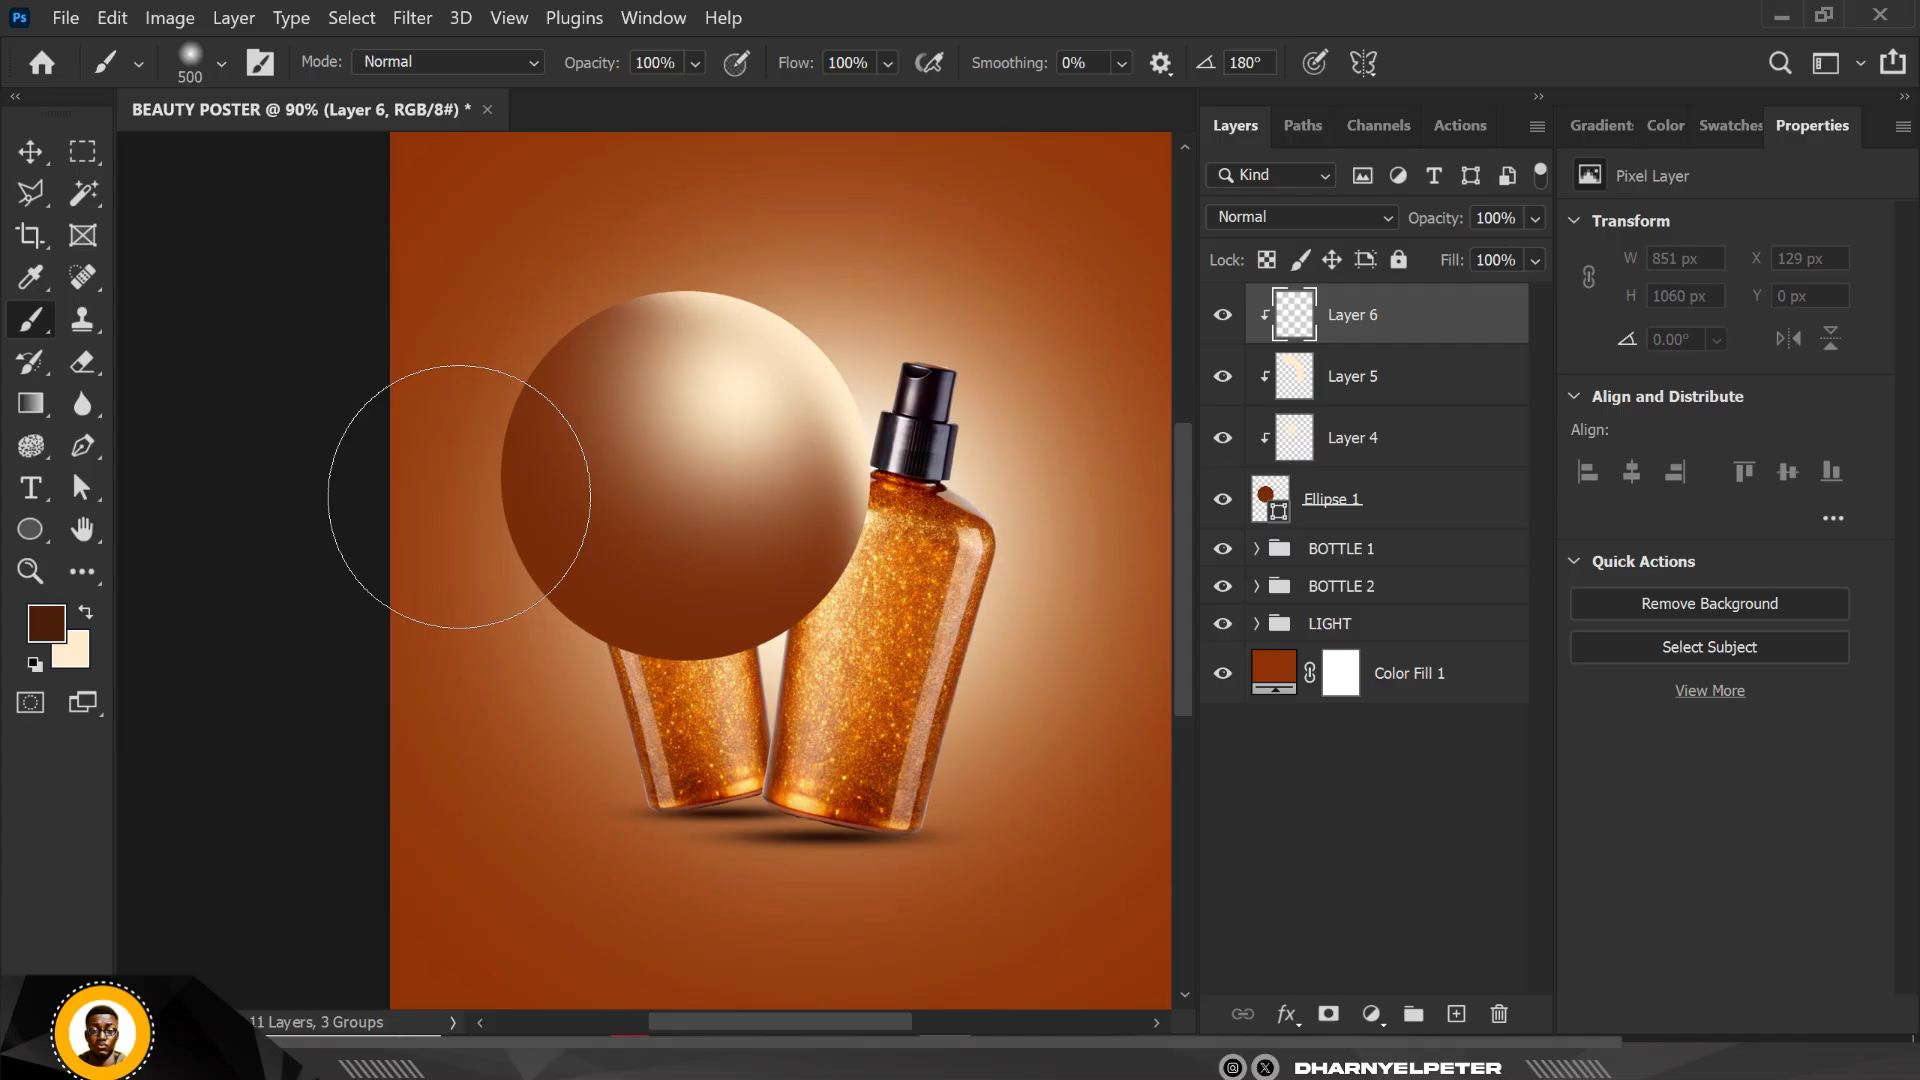 Ps File Edit Image Layer Type Select Filter 3D View Plugins Window Help
500 Mode: Normal Opacity: 100% Flow: 100% Smoothing: 0% 180°
BEAUTY POSTER @ 90% (Layer 6, RGB/8#) *
Layers Paths Channels Actions
Gradient Color Swatches Properties
Kind
Pixel Layer
Normal Opacity: 100%
Transform
Lock: Fill: 100%
W 851 px X 129 px
H 1060 px Y 0 px
0.00°
Layer 6
Layer 5
Layer 4
Ellipse 1
BOTTLE 1
BOTTLE 2
LIGHT
Color Fill 1
Align and Distribute
Align:
Quick Actions
Remove Background
Select Subject
View More
11 Layers, 3 Groups
DHARNYELPETER